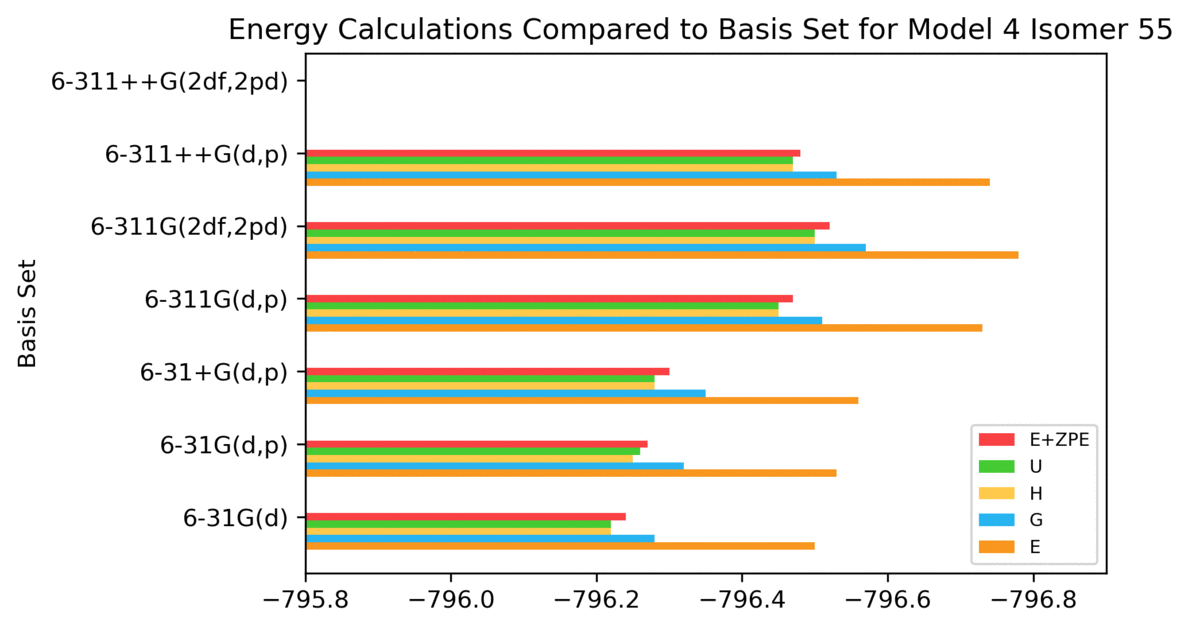 Energy Calculations Compared to Basis Set for Model 4 Isomer 55
6-311++G(2df,2pd)
6-311++G(d,p)
6-311G(2df,2pd)
6-311G(d,p)
6-31+G(d,p)
6-31G(d,p)
6-31G(d)
Basis Set
E+ZPE
U
H
G
E
−795.8 −796.0 −796.2 −796.4 −796.6 −796.8